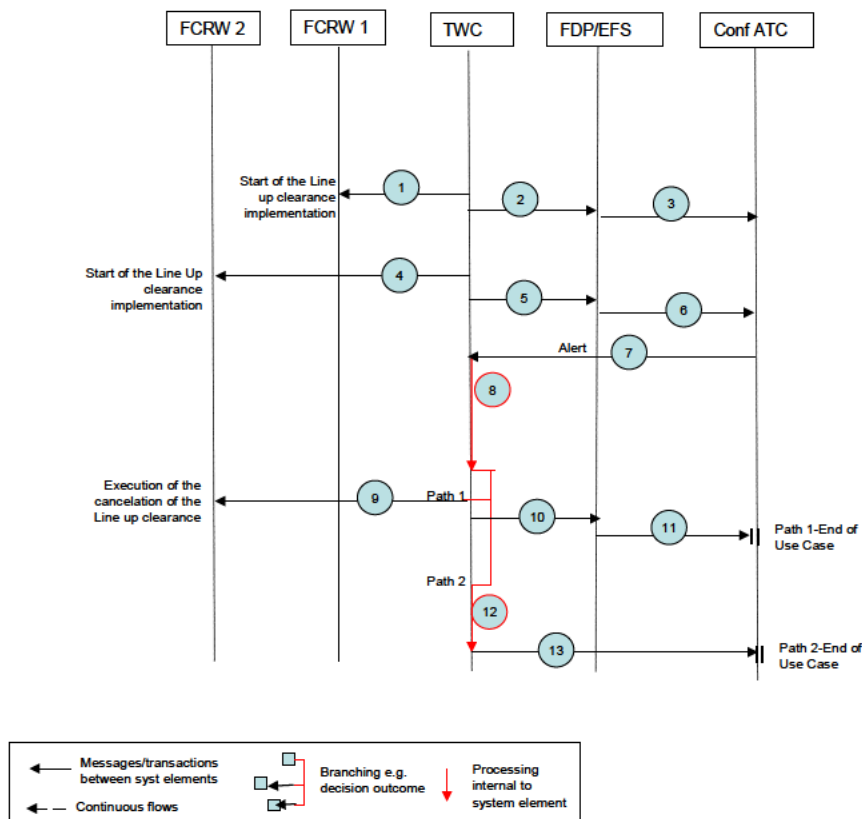 FCRW 2
FCRW 1
TWC
FDP/EFS
Conf ATC
Start of the Line
up clearance
implementation
1
2
3
Start of the Line Up
clearance
implementation
4
5
6
Alert
7
8
Execution of the
cancelation of the
Line up clearance
9
Path 1
10
11
Path 1-End of
Use Case
Path 2
12
13
Path 2-End of
Use Case
Messages/transactions
between syst elements
Continuous flows
Branching e.g.
decision outcome
Processing
internal to
system element